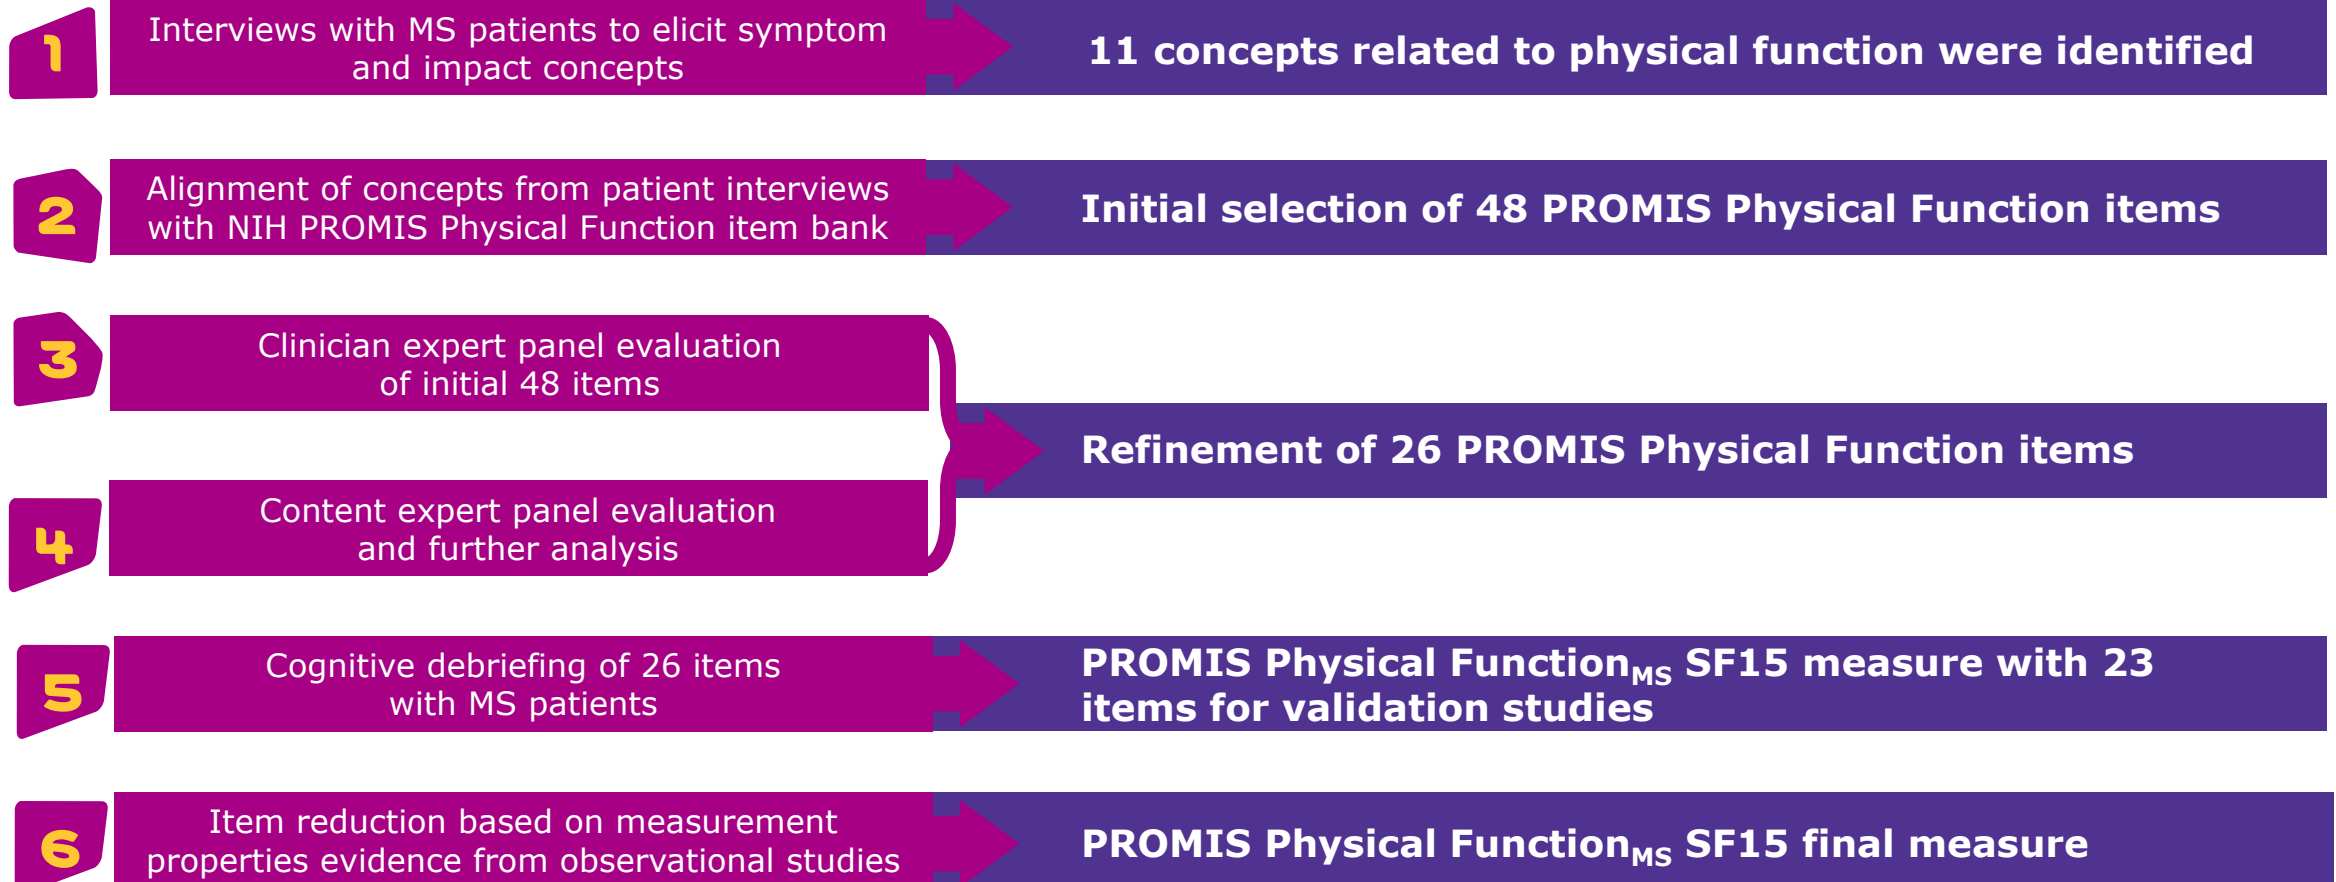 1
Interviews with MS patients to elicit symptom
and impact concepts
11 concepts related to physical function were identified
2
Alignment of concepts from patient interviews
with NIH PROMIS Physical Function item bank
Initial selection of 48 PROMIS Physical Function items
3
Clinician expert panel evaluation
of initial 48 items
4
Content expert panel evaluation
and further analysis
Refinement of 26 PROMIS Physical Function items
5
Cognitive debriefing of 26 items
with MS patients
PROMIS Physical FunctionMS SF15 measure with 23
items for validation studies
6
Item reduction based on measurement
properties evidence from observational studies
PROMIS Physical FunctionMS SF15 final measure